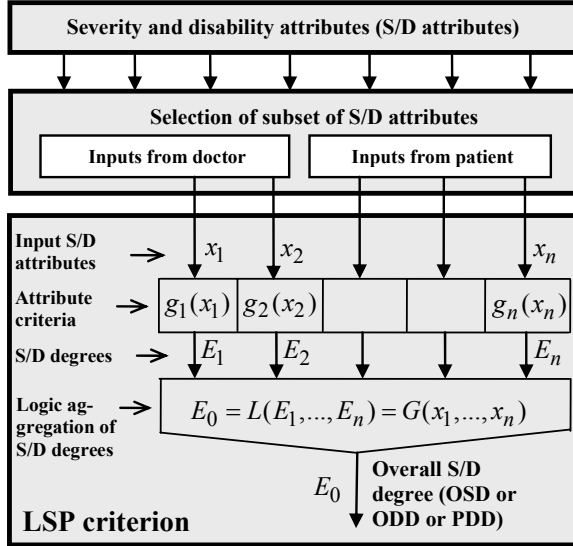 Severity and disability attributes (S/D attributes)
Selection of subset of S/D attributes
Inputs from doctor
Inputs from patient
Input S/D
attributes
x₁
x₂
xₙ
Attribute
criteria
g₁(x₁)
g₂(x₂)
gₙ(xₙ)
S/D degrees
E₁
E₂
Eₙ
Logic ag-
gregation of
S/D degrees
E₀ = L(E₁,...,Eₙ) = G(x₁,...,xₙ)
E₀
Overall S/D
degree (OSD or
ODD or PDD)
LSP criterion